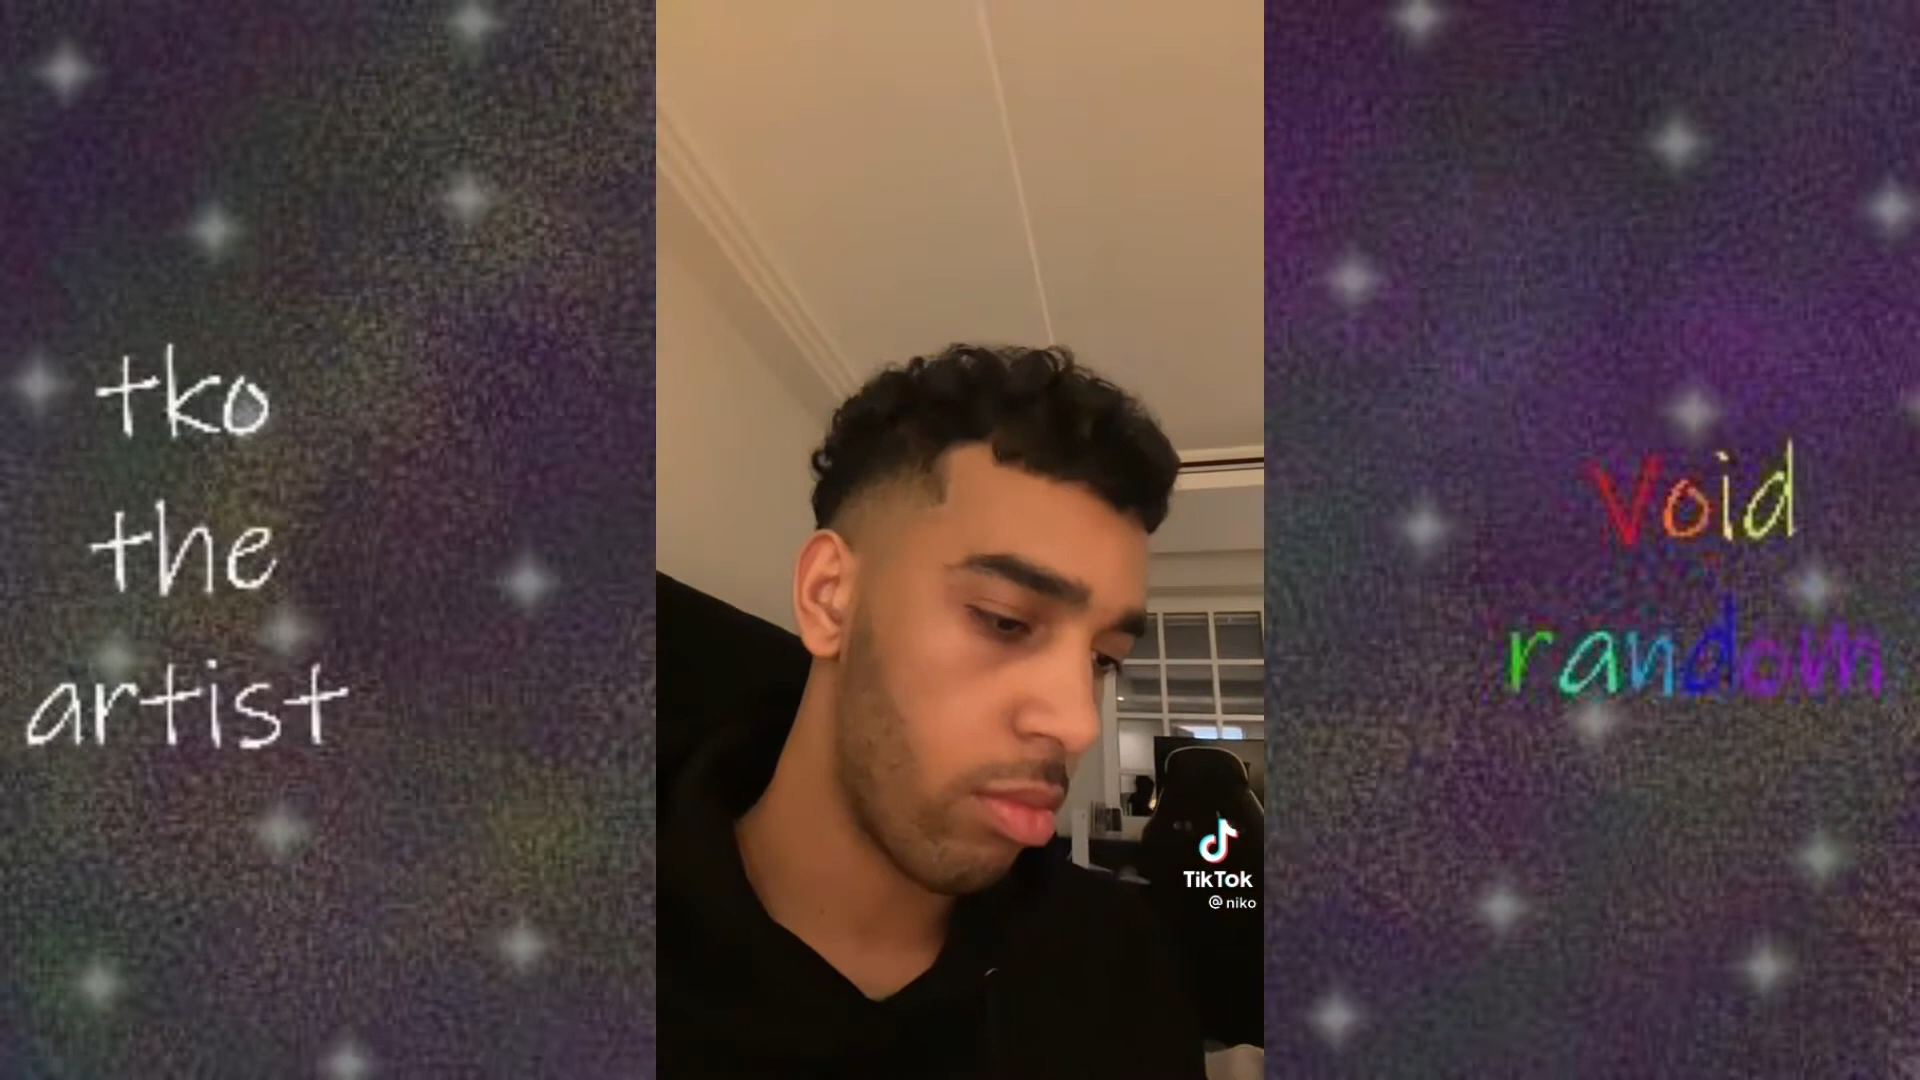 tko
the
artist
Void
random
TikTok
@niko